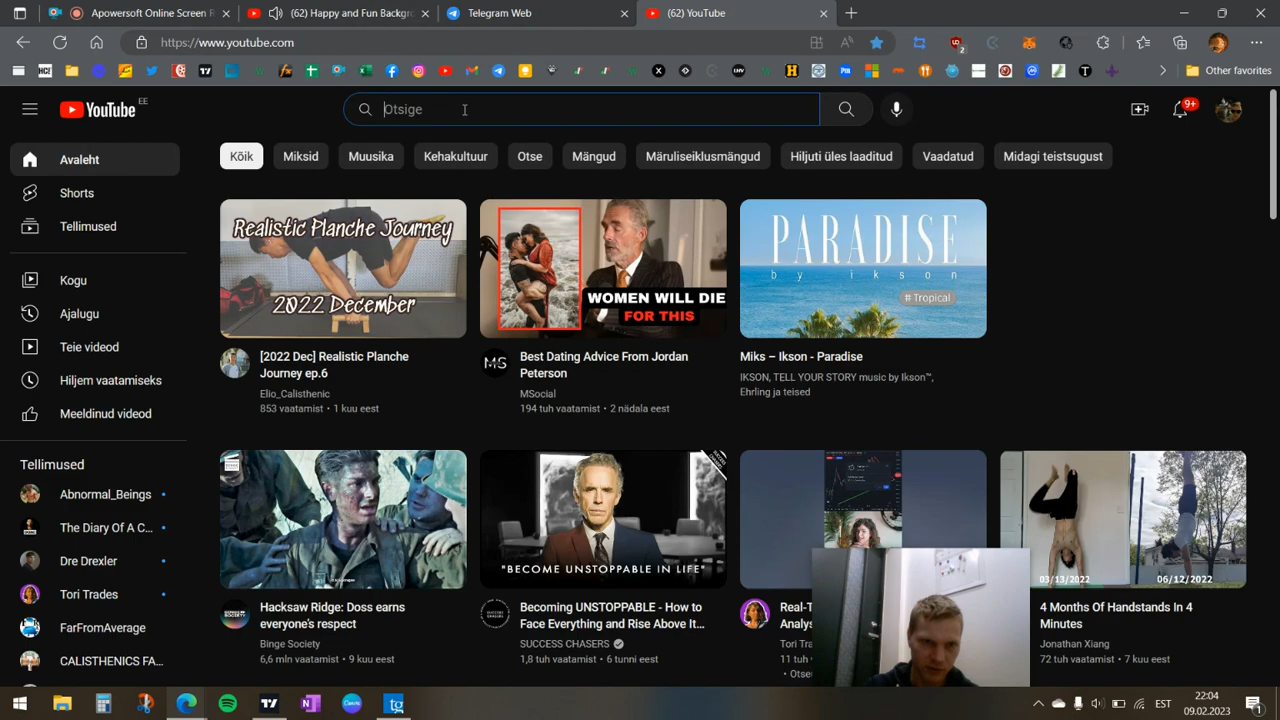 Apowersoft Online Screen R
(62) Happy and Fun Backgr
Telegram Web
(62) YouTube
https://www.youtube.com
Other favorites
YouTube EE
Otsige
9+
Avaleht
Shorts
Tellimused
Kogu
Ajalugu
Teie videod
Hiljem vaatamiseks
Meeldinud videod
Tellimused
Abnormal_Beings
The Diary Of A C...
Dre Drexler
Tori Trades
FarFromAverage
CALISTHENICS FA...
Kõik
Miksid
Muusika
Kehakultuur
Otse
Mängud
Märuliseiklusmängud
Hiljuti üles laaditud
Vaadatud
Midagi teistsugust
Realistic Planche Journey
2022 December
[2022 Dec] Realistic Planche
Journey ep.6
Elio_Calisthenic
853 vaatamist • 1 kuu eest
WOMEN WILL DIE
FOR THIS
MS
Best Dating Advice From Jordan
Peterson
MSocial
194 tuh vaatamist • 2 nädala eest
PARADISE
by ikson
# Tropical
Miks – Ikson - Paradise
IKSON, TELL YOUR STORY music by Ikson™,
Ehrling ja teised
Hacksaw Ridge: Doss earns
everyone's respect
Binge Society
6,6 mln vaatamist • 9 kuu eest
"BECOME UNSTOPPABLE IN LIFE"
Becoming UNSTOPPABLE - How to
Face Everything and Rise Above It...
SUCCESS CHASERS
1,8 tuh vaatamist • 6 tunni eest
Real-T
Analys
Tori Tra
11 tuh
• Otse
03/13/2022
06/12/2022
4 Months Of Handstands In 4
Minutes
Jonathan Xiang
72 tuh vaatamist • 7 kuu eest
EST
22:04
09.02.2023